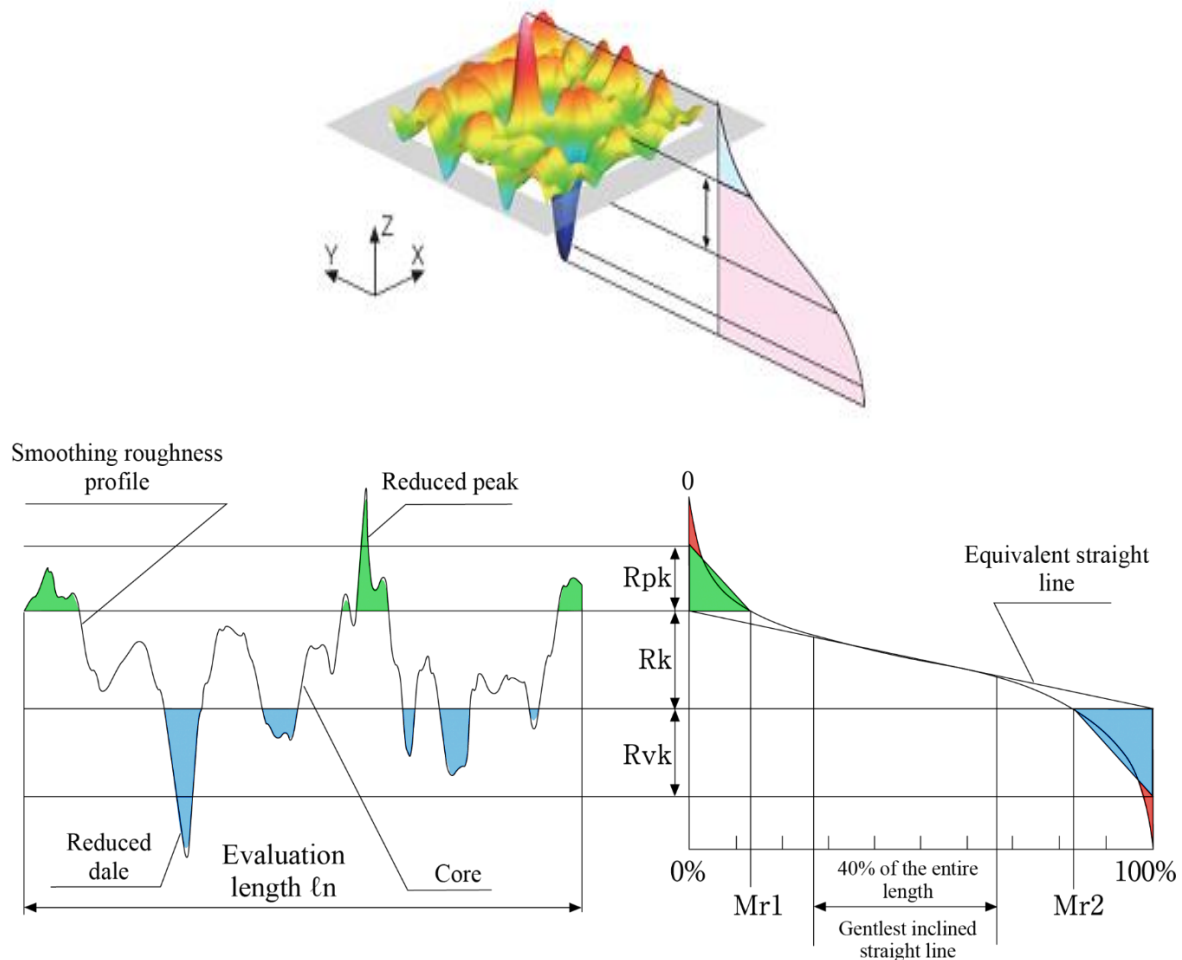 Z
Y
X
Smoothing roughness
profile
Reduced peak
0
Equivalent straight
line
Rpk
Rk
Rvk
Reduced
dale
Evaluation
length ℓn
Core
0%
40% of the entire
length
100%
Mr1
Mr2
Gentlest inclined
straight line